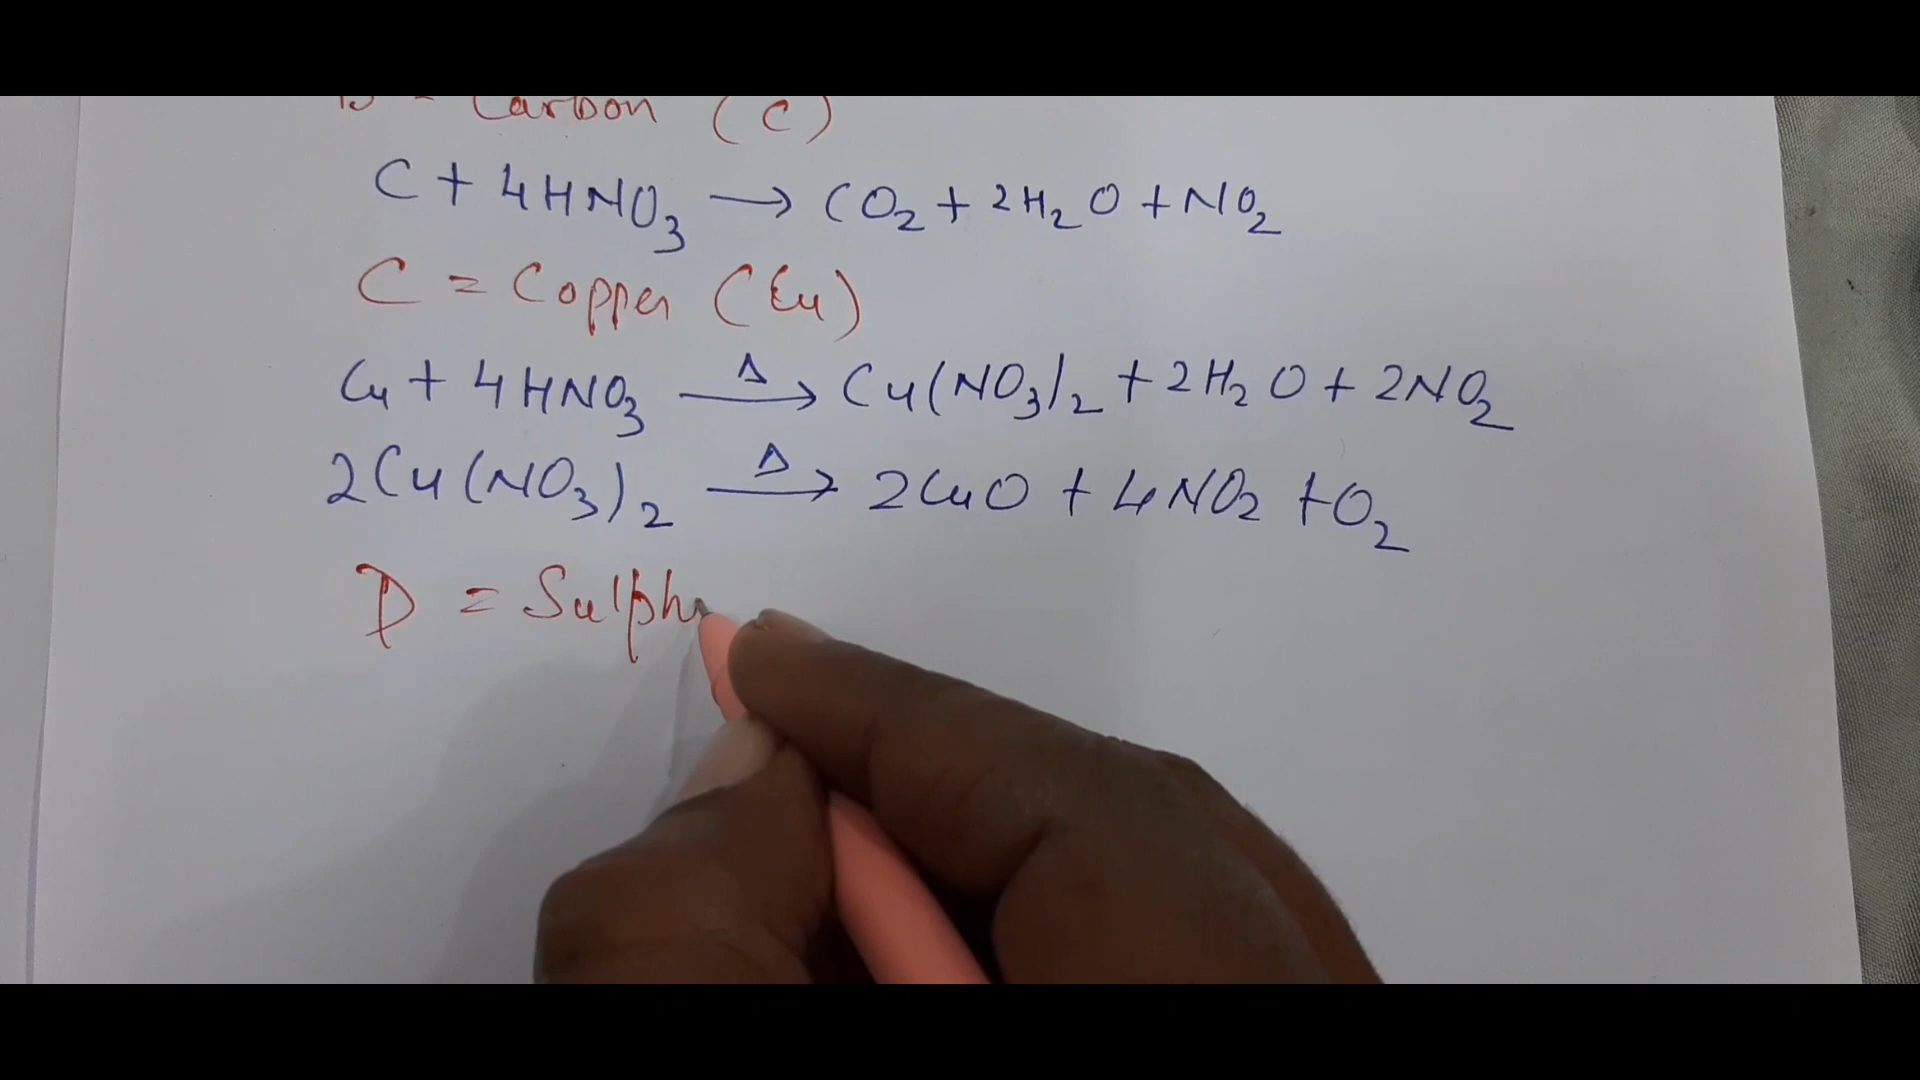 B - Carbon (C)
C + 4HNO₃ → CO₂ + 2H₂O + NO₂
C = Copper (Cu)
Cu + 4HNO₃ →Δ Cu(NO₃)₂ + 2H₂O + 2NO₂
2Cu(NO₃)₂ →Δ 2CuO + 4NO₂ + O₂
D = Sulph